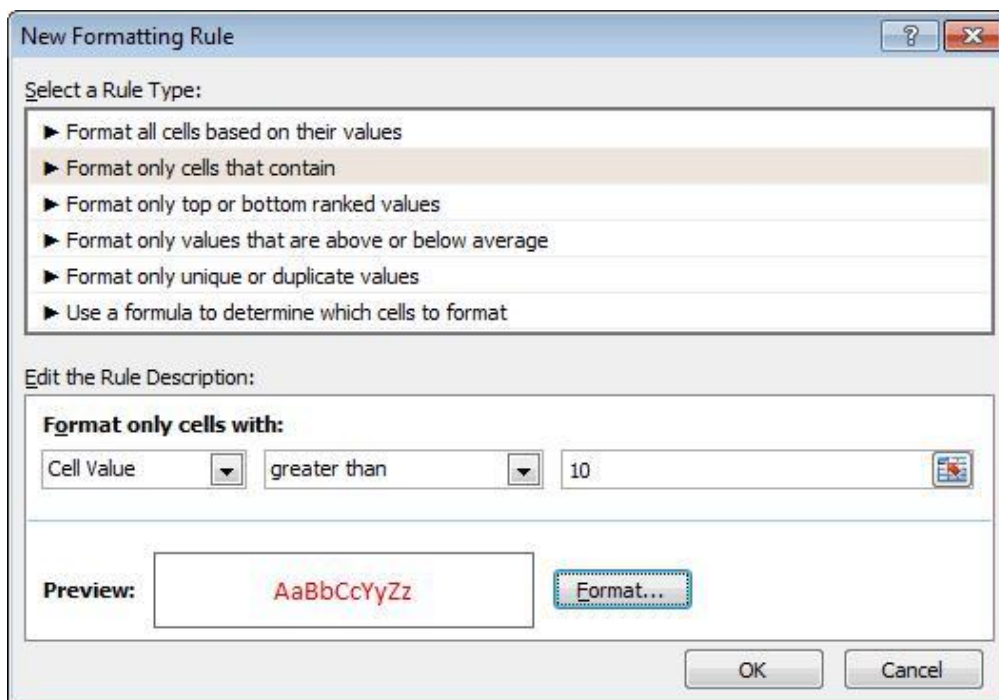 New Formatting Rule
?
Select a Rule Type:
► Format all cells based on their values
► Format only cells that contain
► Format only top or bottom ranked values
► Format only values that are above or below average
► Format only unique or duplicate values
► Use a formula to determine which cells to format
Edit the Rule Description:
Format only cells with:
Cell Value greater than 10
Preview: AaBbCcYyZz Format...
OK Cancel